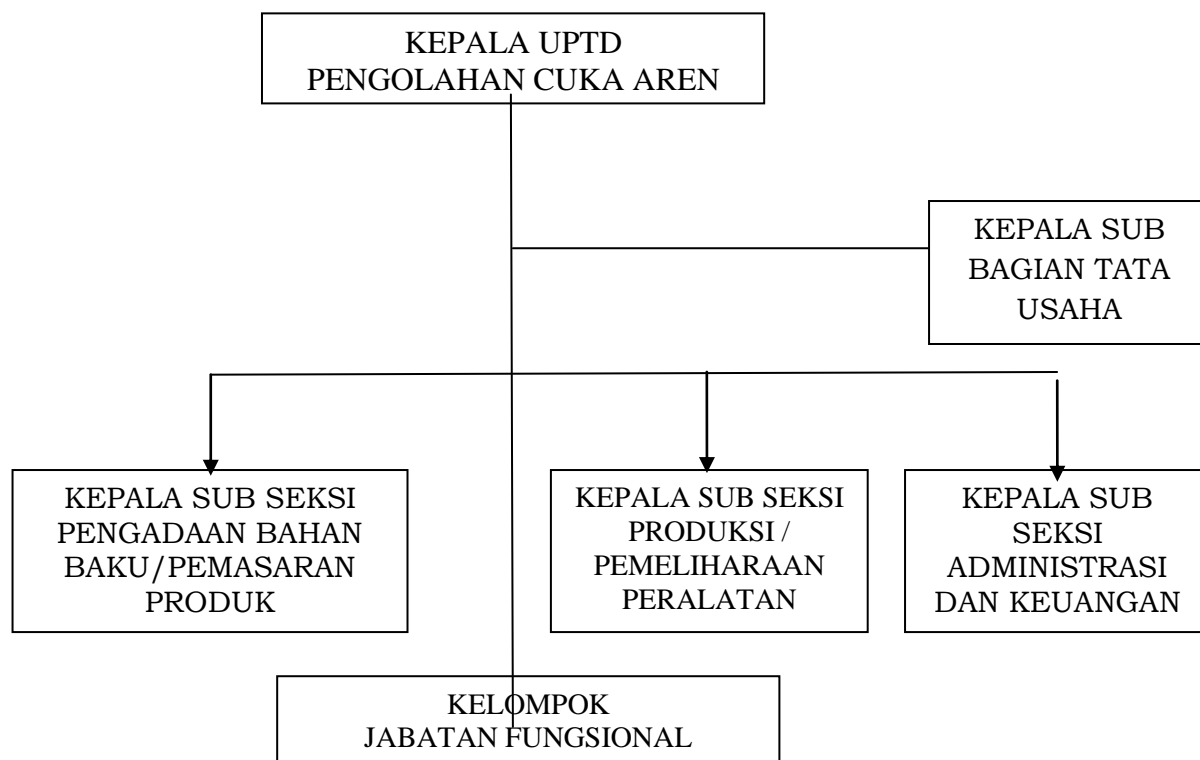 KEPALA UPTD
PENGOLAHAN CUKA AREN
KEPALA SUB
BAGIAN TATA
USAHA
KEPALA SUB SEKSI
PENGADAAN BAHAN
BAKU/PEMASARAN
PRODUK
KEPALA SUB SEKSI
PRODUKSI /
PEMELIHARAAN
PERALATAN
KEPALA SUB
SEKSI
ADMINISTRASI
DAN KEUANGAN
KELOMPOK
JABATAN FUNGSIONAL